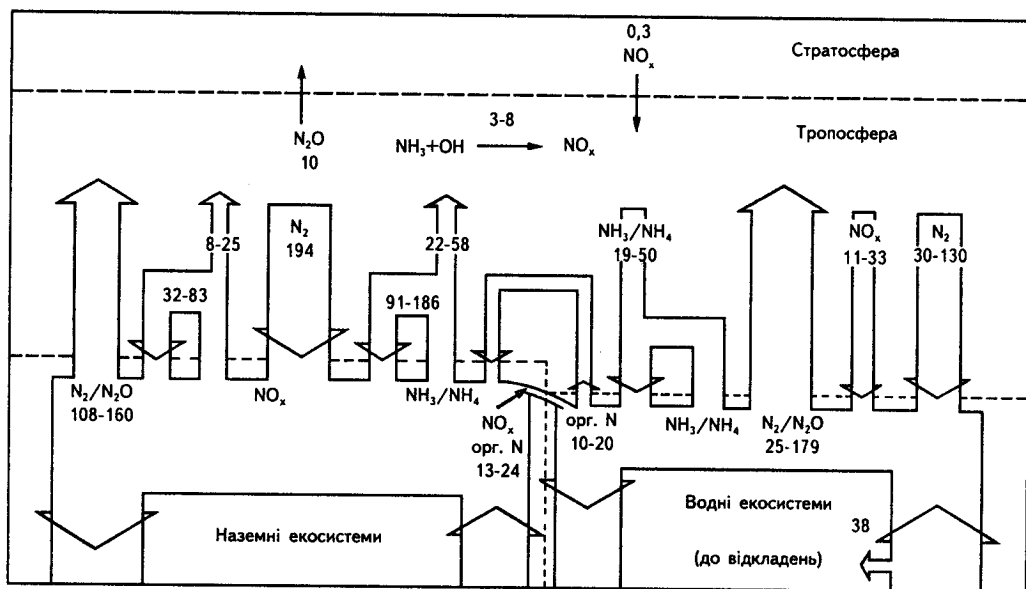 0,3
NOₓ
Стратосфера
N₂O
10
3-8
NH₃+OH
NOₓ
Тропосфера
8-25
N₂
194
22-58
NH₃/NH₄
19-50
NOₓ
11-33
N₂
30-130
32-83
91-186
N₂/N₂O
108-160
NOₓ
NH₃/NH₄
NOₓ
орг. N
13-24
орг. N
10-20
NH₃/NH₄
N₂/N₂O
25-179
Наземні екосистеми
Водні екосистеми
38
(до відкладень)